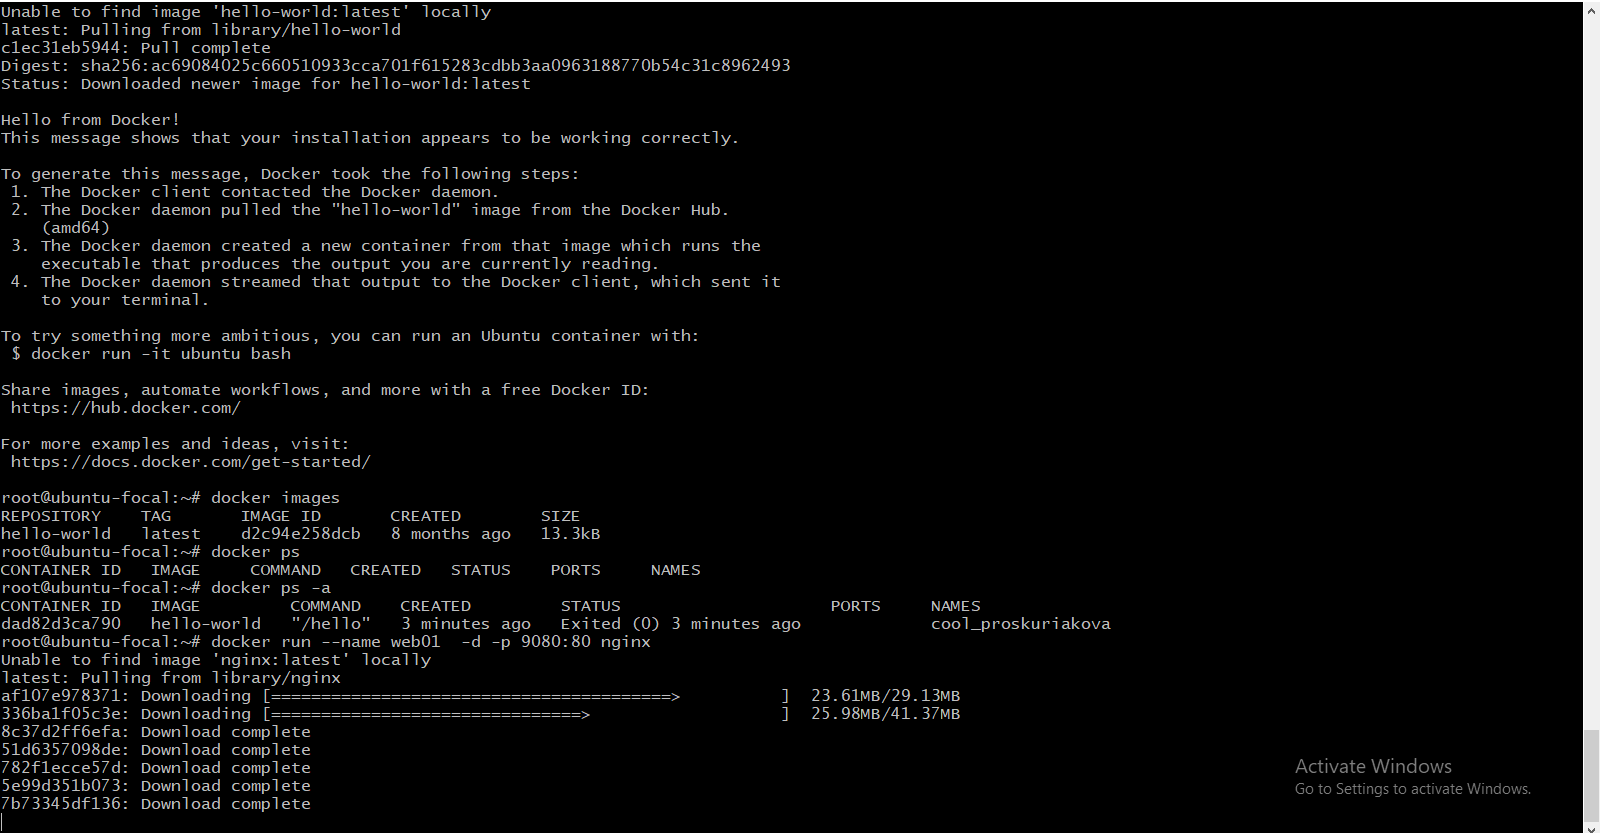 Unable to find image 'hello-world:latest' locally
latest: Pulling from library/hello-world
c1ec31eb5944: Pull complete
Digest: sha256:ac69084025c660510933cca701f615283cdbb3aa0963188770b54c31c8962493
Status: Downloaded newer image for hello-world:latest

Hello from Docker!
This message shows that your installation appears to be working correctly.

To generate this message, Docker took the following steps:
 1. The Docker client contacted the Docker daemon.
 2. The Docker daemon pulled the "hello-world" image from the Docker Hub.
    (amd64)
 3. The Docker daemon created a new container from that image which runs the
    executable that produces the output you are currently reading.
 4. The Docker daemon streamed that output to the Docker client, which sent it
    to your terminal.

To try something more ambitious, you can run an Ubuntu container with:
 $ docker run -it ubuntu bash

Share images, automate workflows, and more with a free Docker ID:
 https://hub.docker.com/

For more examples and ideas, visit:
 https://docs.docker.com/get-started/

root@ubuntu-focal:~# docker images
REPOSITORY    TAG       IMAGE ID       CREATED        SIZE
hello-world   latest    d2c94e258dcb   8 months ago   13.3kB
root@ubuntu-focal:~# docker ps
CONTAINER ID   IMAGE     COMMAND   CREATED   STATUS    PORTS     NAMES
root@ubuntu-focal:~# docker ps -a
CONTAINER ID   IMAGE         COMMAND    CREATED         STATUS                     PORTS     NAMES
dad82d3ca790   hello-world   "/hello"   3 minutes ago   Exited (0) 3 minutes ago             cool_proskuriakova
root@ubuntu-focal:~# docker run --name web01  -d -p 9080:80 nginx
Unable to find image 'nginx:latest' locally
latest: Pulling from library/nginx
af107e978371: Downloading [========================================>          ]  23.61MB/29.13MB
336ba1f05c3e: Downloading [===============================>                   ]  25.98MB/41.37MB
8c37d2ff6efa: Download complete
51d6357098de: Download complete
782f1ecce57d: Download complete
5e99d351b073: Download complete
7b73345df136: Download complete
Activate Windows
Go to Settings to activate Windows.